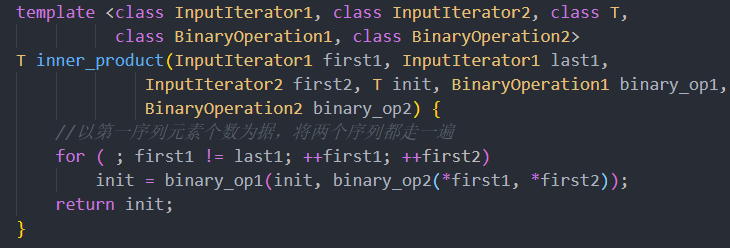 template <class InputIterator1, class InputIterator2, class T,
          class BinaryOperation1, class BinaryOperation2>
T inner_product(InputIterator1 first1, InputIterator1 last1,
                InputIterator2 first2, T init, BinaryOperation1 binary_op1,
                BinaryOperation2 binary_op2) {
    //以第一序列元素个数为据，将两个序列都走一遍
    for ( ; first1 != last1; ++first1; ++first2)
        init = binary_op1(init, binary_op2(*first1, *first2));
    return init;
}